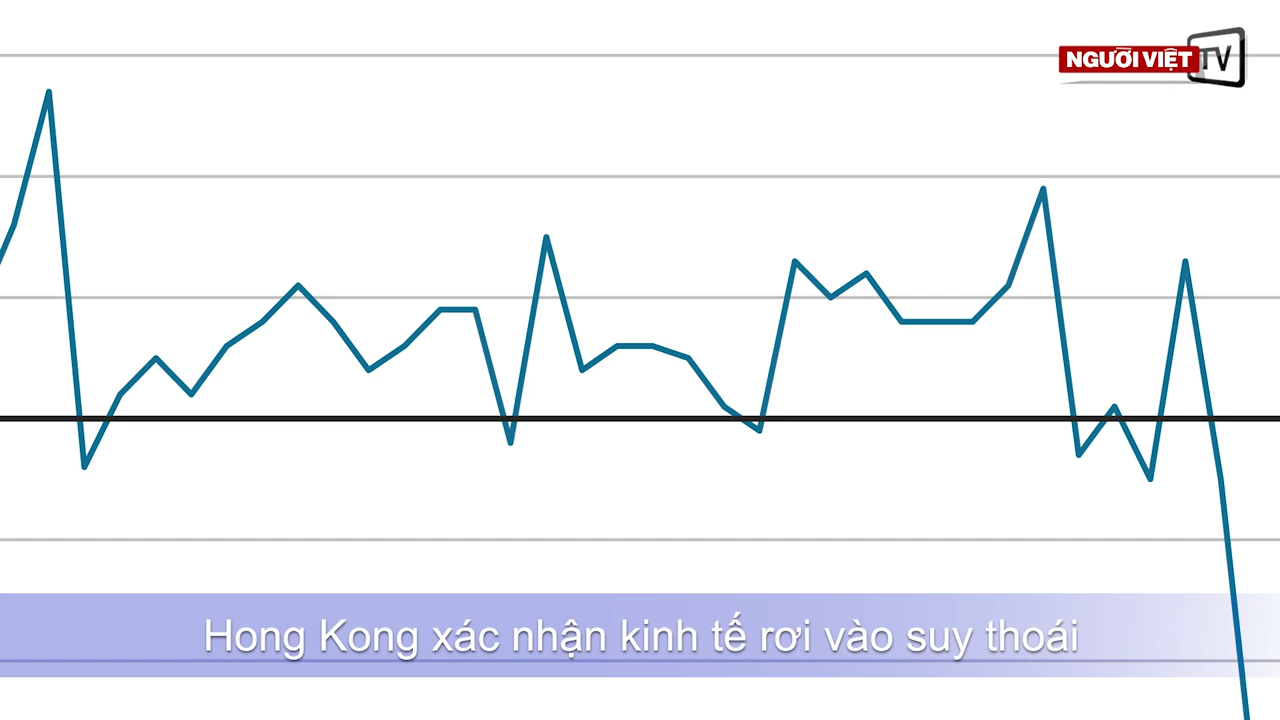 NGƯỜI VIỆT TV
Hong Kong xác nhận kinh tế rơi vào suy thoái